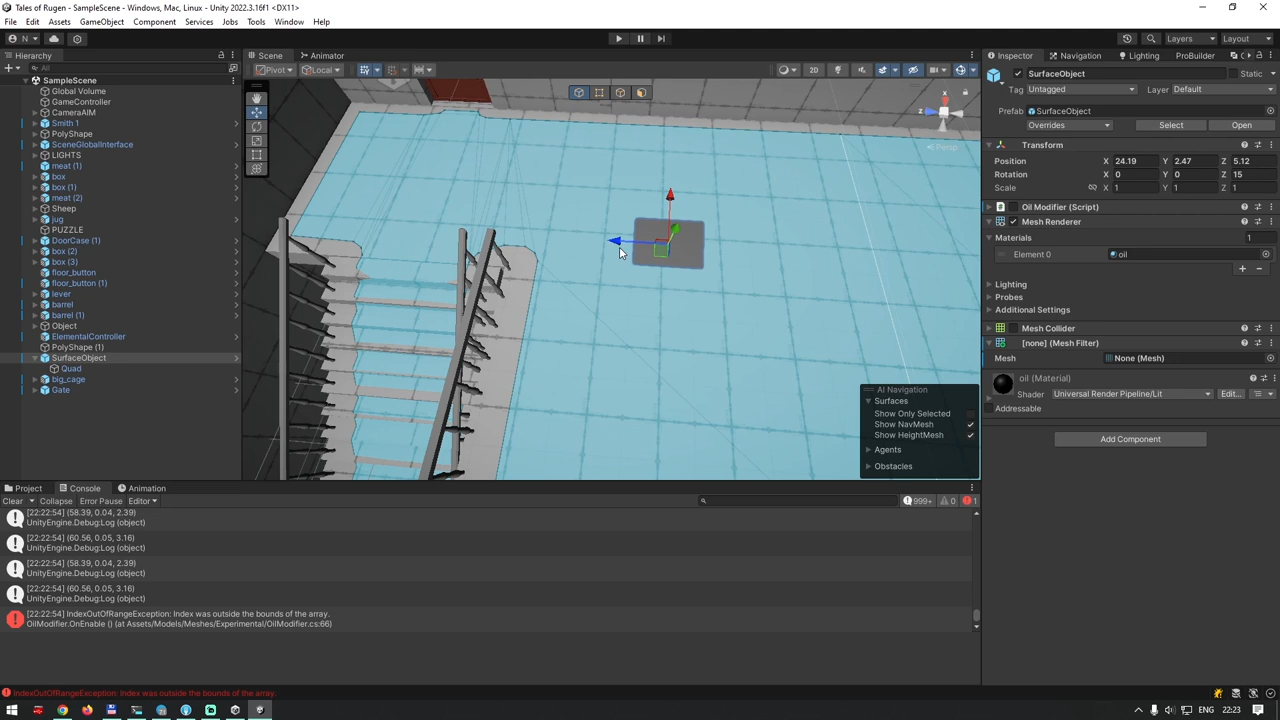 Tales of Rugen - SampleScene - Windows, Mac, Linux - Unity 2022.3.16f1 <DX11>
File Edit Assets GameObject Component Services Jobs Tools Window Help
N
Layers Layout
Hierarchy
All
SampleScene
Global Volume
GameController
CameraAIM
Smith 1
PolyShape
SceneGlobalInterface
LIGHTS
meat (1)
box
box (1)
meat (2)
Sheep
jug
PUZZLE
DoorCase (1)
box (2)
box (3)
floor_button
floor_button (1)
lever
barrel
barrel (1)
Object
ElementalController
PolyShape (1)
SurfaceObject
Quad
big_cage
Gate
Scene Animator
Pivot Local
2D
x
z
Persp
AI Navigation
Surfaces
Show Only Selected
Show NavMesh
Show HeightMesh
Agents
Obstacles
Inspector Navigation Lighting ProBuilder
SurfaceObject Static
Tag Untagged Layer Default
Prefab SurfaceObject
Overrides Select Open
Transform
Position X 24.19 Y 2.47 Z 5.12
Rotation X 0 Y 0 Z 15
Scale X 1 Y 1 Z 1
Oil Modifier (Script)
Mesh Renderer
Materials 1
Element 0 oil
Lighting
Probes
Additional Settings
Mesh Collider
[none] (Mesh Filter)
Mesh None (Mesh)
oil (Material)
Shader Universal Render Pipeline/Lit Edit...
Addressable
Add Component
Project Console Animation
Clear Collapse Error Pause Editor
999+ 0 1
[22:22:54] (58.39, 0.04, 2.39)
UnityEngine.Debug:Log (object)
[22:22:54] (60.56, 0.05, 3.16)
UnityEngine.Debug:Log (object)
[22:22:54] (58.39, 0.04, 2.39)
UnityEngine.Debug:Log (object)
[22:22:54] (60.56, 0.05, 3.16)
UnityEngine.Debug:Log (object)
[22:22:54] IndexOutOfRangeException: Index was outside the bounds of the array.
OilModifier.OnEnable () (at Assets/Models/Meshes/Experimental/OilModifier.cs:66)
IndexOutOfRangeException: Index was outside the bounds of the array.
ENG 22:23